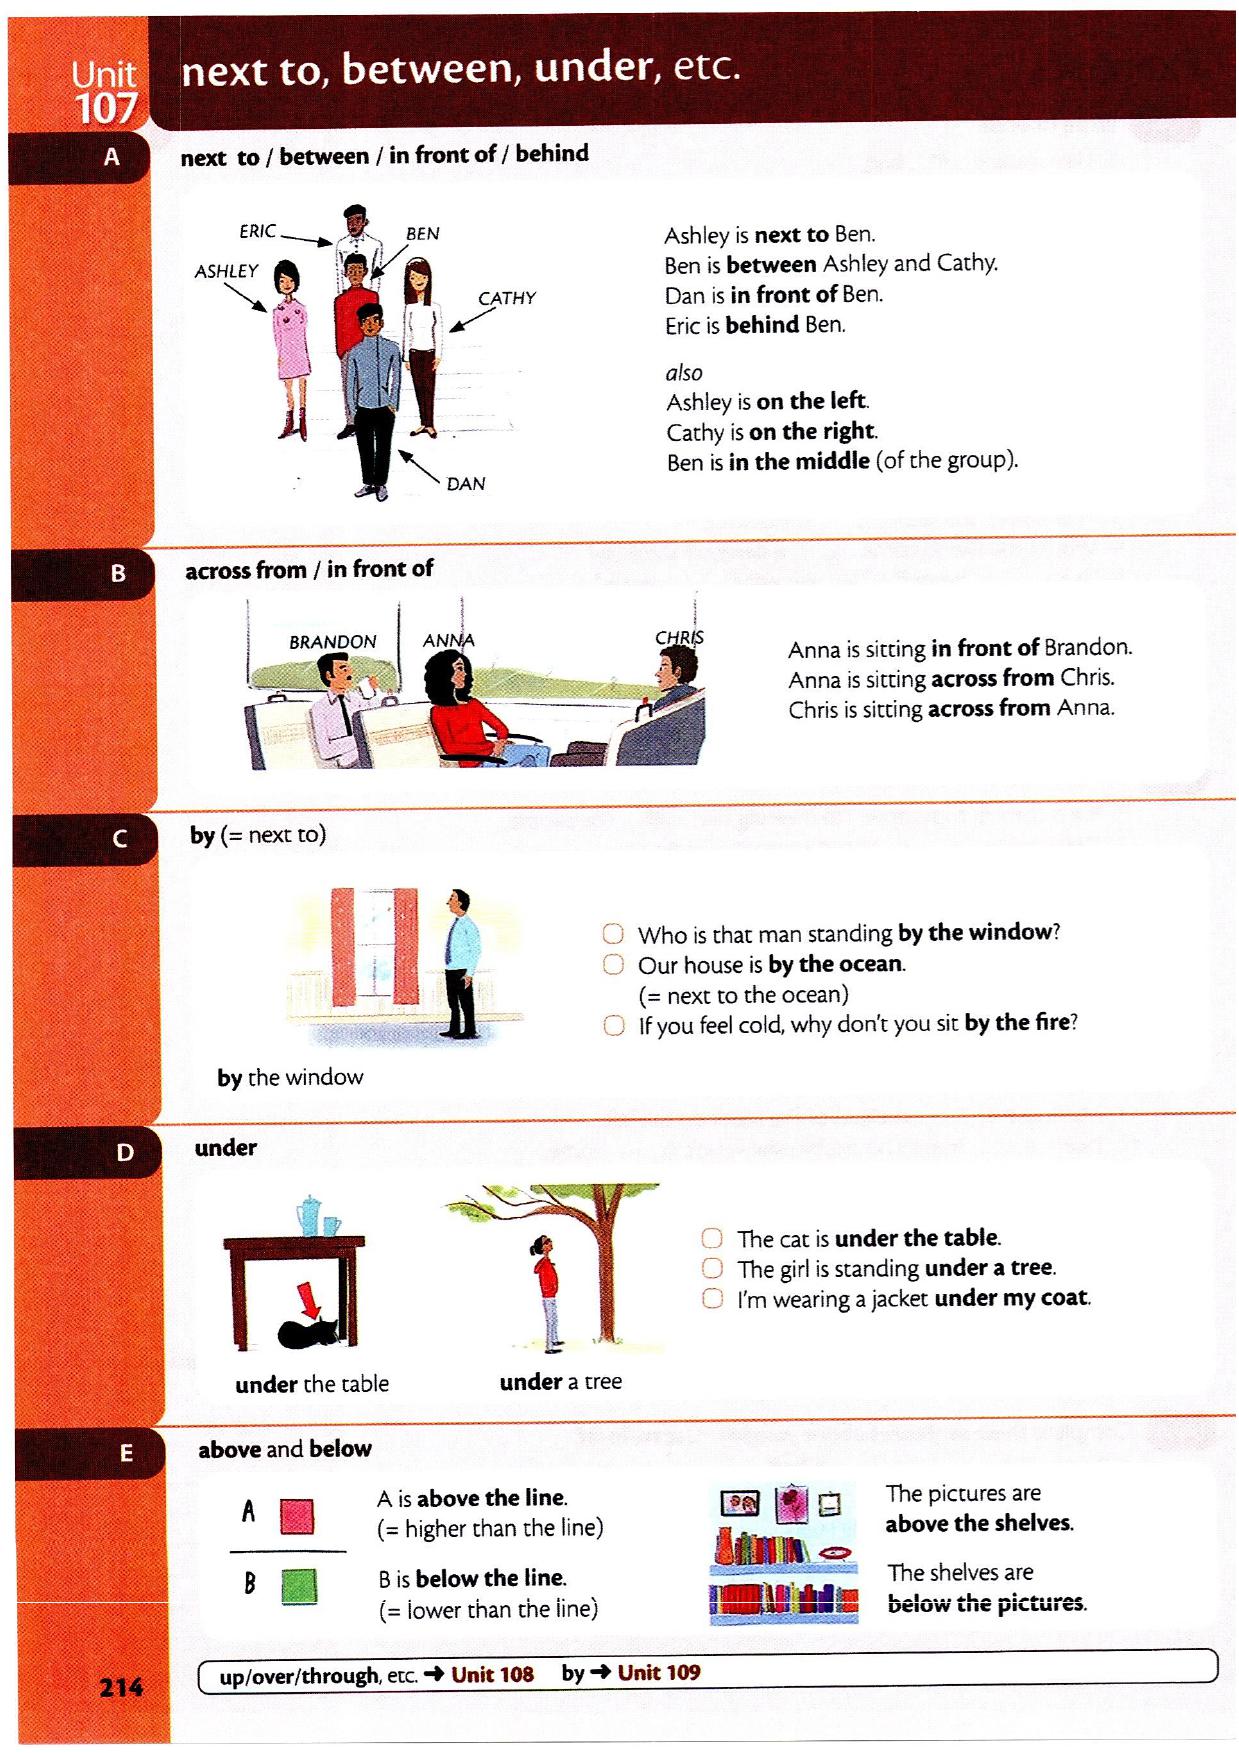 Unit
107
next to, between, under, etc.
A
next to / between / in front of / behind
ERIC
BEN
ASHLEY
CATHY
DAN
Ashley is next to Ben.
Ben is between Ashley and Cathy.
Dan is in front of Ben.
Eric is behind Ben.
also
Ashley is on the left.
Cathy is on the right.
Ben is in the middle (of the group).
B
across from / in front of
BRANDON
ANNA
CHRIS
Anna is sitting in front of Brandon.
Anna is sitting across from Chris.
Chris is sitting across from Anna.
C
by (= next to)
Who is that man standing by the window?
Our house is by the ocean.
(= next to the ocean)
If you feel cold, why don't you sit by the fire?
by the window
D
under
The cat is under the table.
The girl is standing under a tree.
I'm wearing a jacket under my coat.
under the table
under a tree
E
above and below
A
A is above the line.
(= higher than the line)
B
B is below the line.
(= lower than the line)
The pictures are
above the shelves.
The shelves are
below the pictures.
up/over/through, etc. → Unit 108 by → Unit 109
214